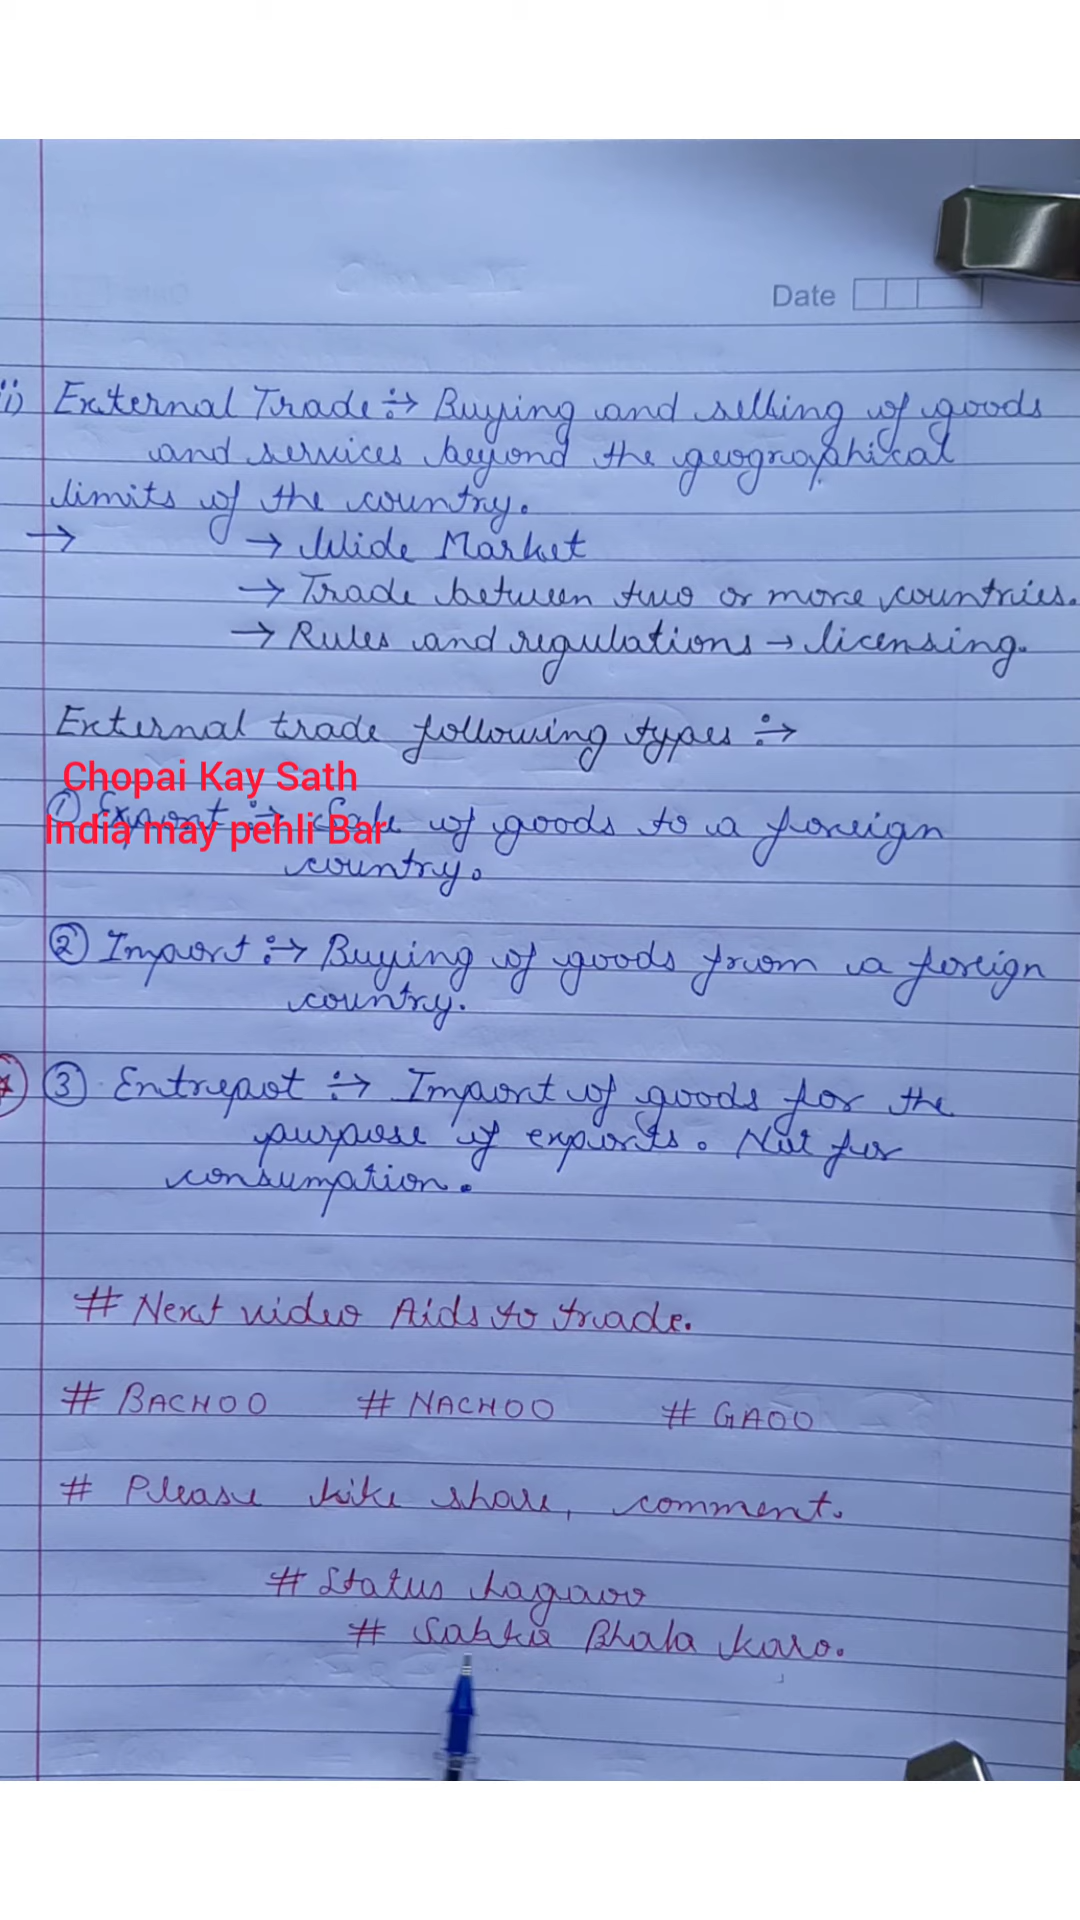 Date
ii) External Trade :→ Buying and selling of goods
and services beyond the geographical
limits of the country.
→ → Wide Market
→ Trade between two or more countries.
→ Rules and regulations → licensing.
External trade following types :→
Chopai Kay Sath
India may pehli Bar
① Export :→ Sale of goods to a foreign
country.
② Import :→ Buying of goods from a foreign
country.
③ Entrepot :→ Import of goods for the
purpose of exports. Not for
consumption.
# Next video Aids to trade.
# BACHOO # NACHOO # GAOO
# Please like share, comment.
# Status lagaoo
# Sabka Bhala karo.